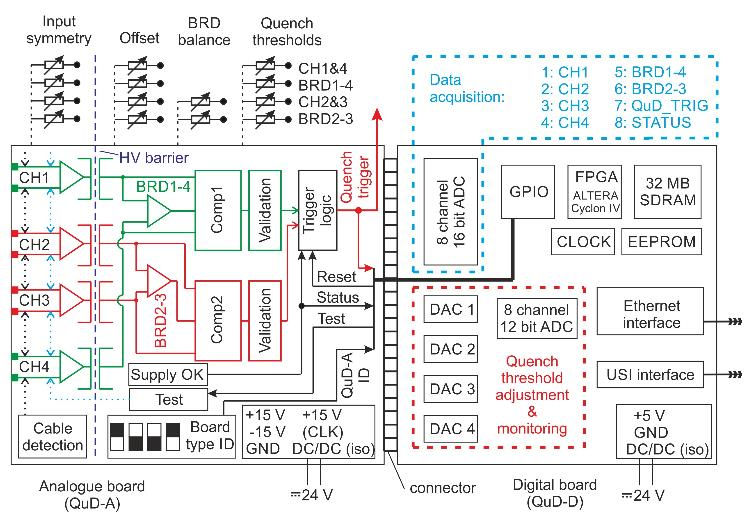 Input
symmetry
Offset
BRD
balance
Quench
thresholds
CH1&4
BRD1-4
CH2&3
BRD2-3
Data
acquisition:
1: CH1
2: CH2
3: CH3
4: CH4
5: BRD1-4
6: BRD2-3
7: QuD_TRIG
8: STATUS
HV barrier
CH1
CH2
CH3
CH4
BRD1-4
BRD2-3
Comp1
Validation
Comp2
Validation
Trigger
logic
Quench
trigger
Reset
Status
Test
QuD-A
ID
Supply OK
Test
Cable
detection
Board
type ID
+15 V
-15 V
GND
+15 V
(CLK)
DC/DC (iso)
24 V
Analogue board
(QuD-A)
connector
8 channel
16 bit ADC
GPIO
FPGA
ALTERA
Cyclon IV
32 MB
SDRAM
CLOCK
EEPROM
DAC 1
DAC 2
DAC 3
DAC 4
8 channel
12 bit ADC
Quench
threshold
adjustment
&
monitoring
Ethernet
interface
USI interface
+5 V
GND
DC/DC (iso)
24 V
Digital board
(QuD-D)